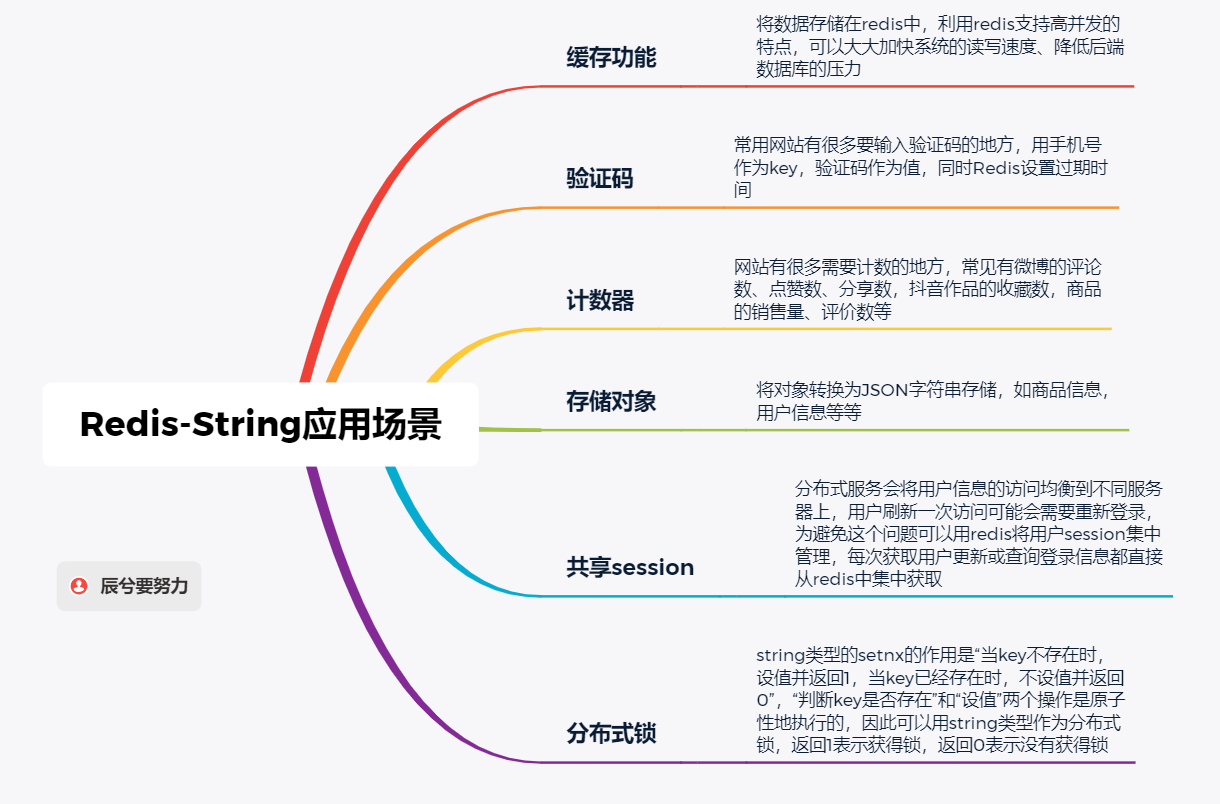 缓存功能
将数据存储在redis中，利用redis支持高并发的
特点，可以大大加快系统的读写速度、降低后端
数据库的压力
验证码
常用网站有很多要输入验证码的地方，用手机号
作为key，验证码作为值，同时Redis设置过期时
间
计数器
网站有很多需要计数的地方，常见有微博的评论
数、点赞数、分享数，抖音作品的收藏数，商品
的销售量、评价数等
Redis-String应用场景
存储对象
将对象转换为JSON字符串存储，如商品信息，
用户信息等等
共享session
分布式服务会将用户信息的访问均衡到不同服务
器上，用户刷新一次访问可能会需要重新登录，
为避免这个问题可以用redis将用户session集中
管理，每次获取用户更新或查询登录信息都直接
从redis中集中获取
辰兮要努力
分布式锁
string类型的setnx的作用是“当key不存在时，
设值并返回1，当key已经存在时，不设值并返回
0”，“判断key是否存在”和“设值”两个操作是原子
性地执行的，因此可以用string类型作为分布式
锁，返回1表示获得锁，返回0表示没有获得锁